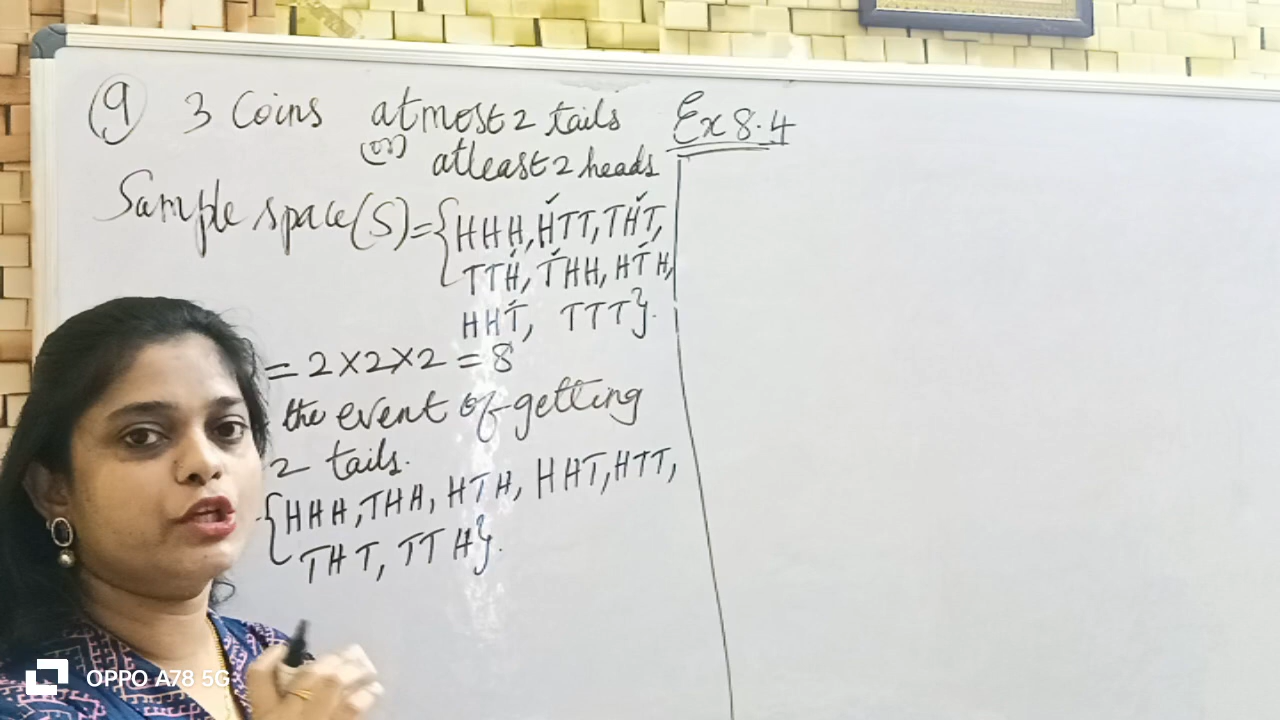 9 3 Coins atmost 2 tails Ex 8.4
(or) atleast 2 heads
Sample space(S)={HHH, HTT, THT,
TTH, THH, HTH,
HHT, TTT}.
= 2×2×2 = 8
the event of getting
2 tails.
{HHH, THH, HTH, HHT, HTT,
THT, TTH}.
OPPO A78 5G